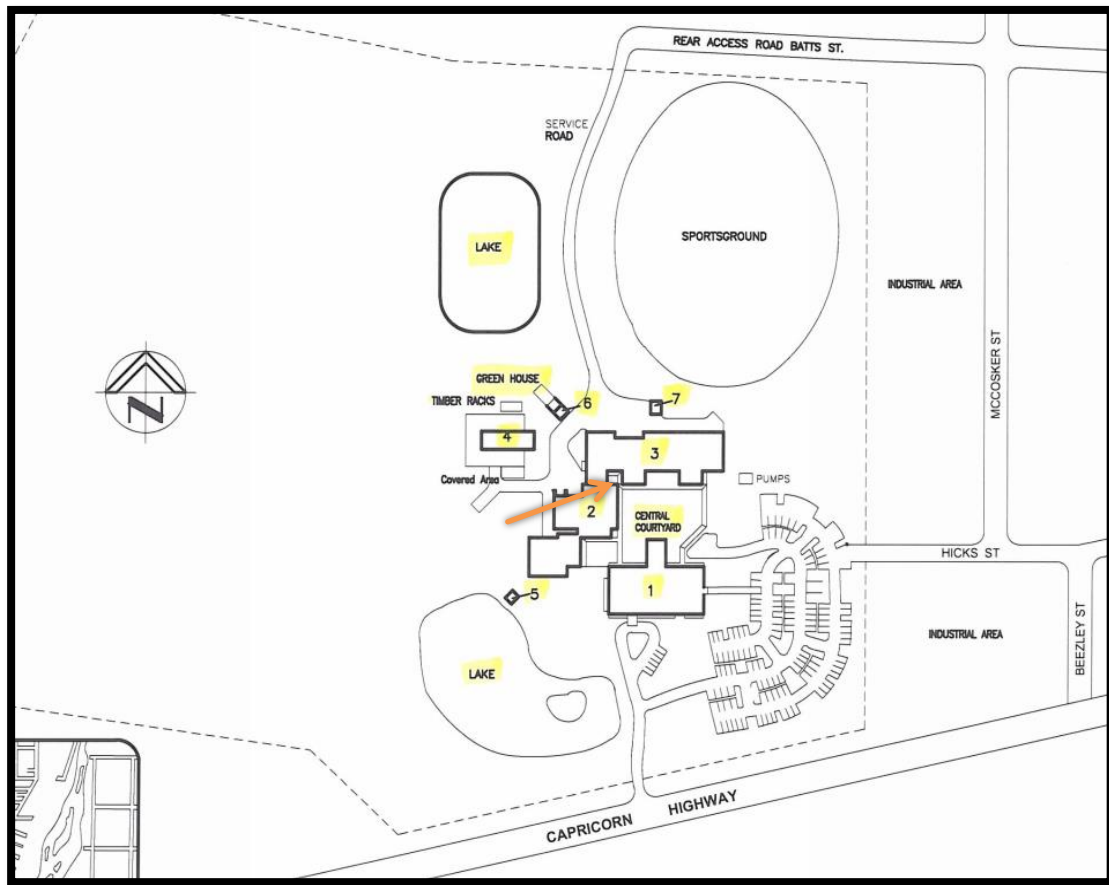 REAR ACCESS ROAD BATTS ST.
SERVICE
ROAD
SPORTSGROUND
LAKE
INDUSTRIAL AREA
MCCOSKER ST
GREEN HOUSE
TIMBER RACKS
6
7
4
3
Covered Area
PUMPS
2
CENTRAL
COURTYARD
HICKS ST
1
5
INDUSTRIAL AREA
BEEZLEY ST
LAKE
CAPRICORN HIGHWAY
N